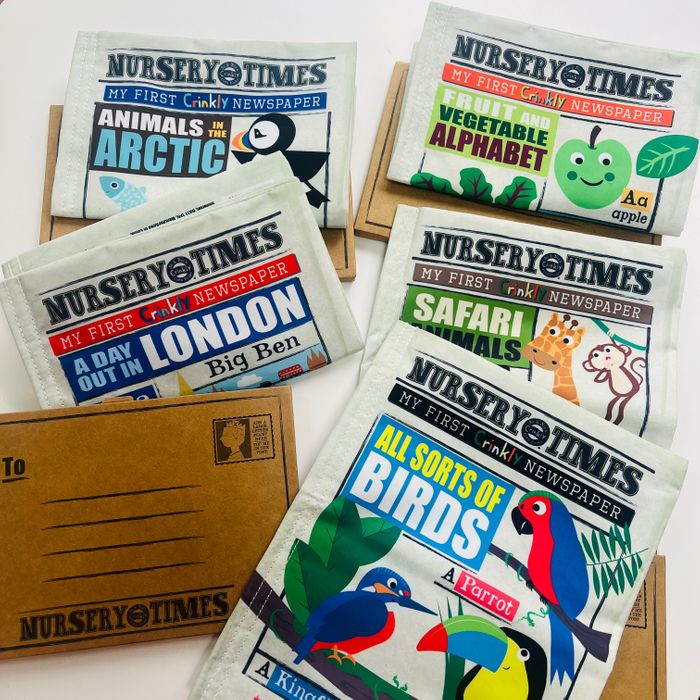 NURSERY TIMES
MY FIRST Crinkly NEWSPAPER
ANIMALS IN THE
ARCTIC
NURSERY TIMES
MY FIRST Crinkly NEWSPAPER
FRUIT AND
VEGETABLE
ALPHABET
Aa
apple
NURSERY TIMES
MY FIRST Crinkly NEWSPAPER
A DAY
OUT IN LONDON
Big Ben
NURSERY TIMES
MY FIRST Crinkly NEWSPAPER
SAFARI
ANIMALS
NURSERY TIMES
MY FIRST Crinkly NEWSPAPER
ALL SORTS OF
BIRDS
A Parrot
A Kingfi
To
NURSERY TIMES